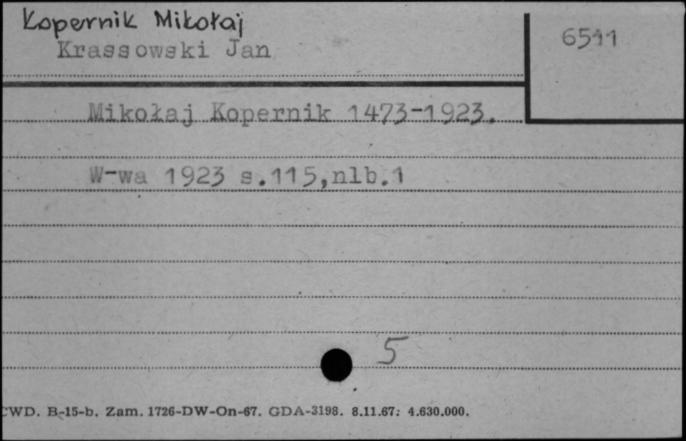 Kopernik Mikołaj
6511
Krassowski Jan
Mikołaj Kopernik 1473-1923.
W-wa 1923 s.115,nlb.1
5
CWD. B-15-b. Zam. 1726-DW-On-67. GDA-3198. 8.11.67: 4.630.000.